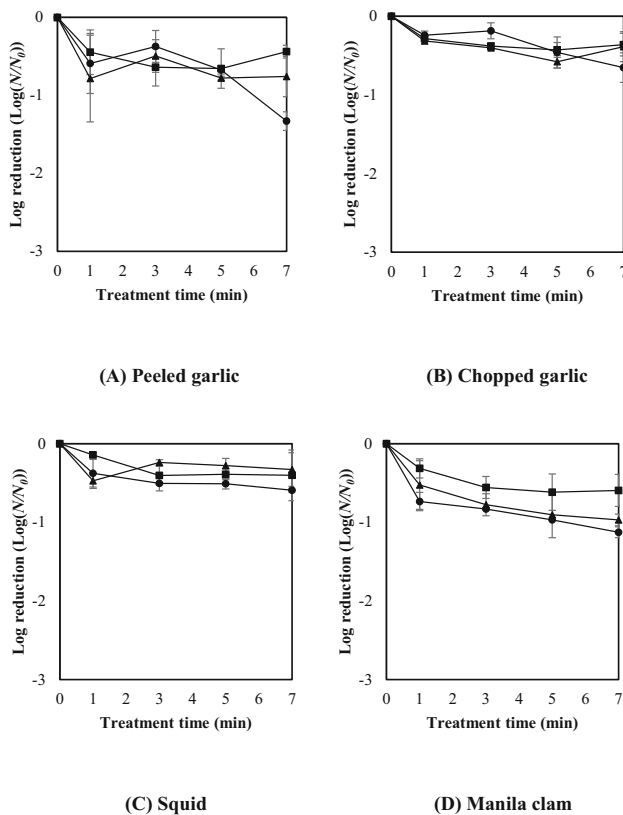 -0
-1
-2
-3
Log reduction (Log(N/N0))
0 1 2 3 4 5 6 7
Treatment time (min)
(A) Peeled garlic
-0
-1
-2
-3
Log reduction (Log(N/N0))
0 1 2 3 4 5 6 7
Treatment time (min)
(B) Chopped garlic
-0
-1
-2
-3
Log reduction (Log(N/N0))
0 1 2 3 4 5 6 7
Treatment time (min)
(C) Squid
-0
-1
-2
-3
Log reduction (Log(N/N0))
0 1 2 3 4 5 6 7
Treatment time (min)
(D) Manila clam